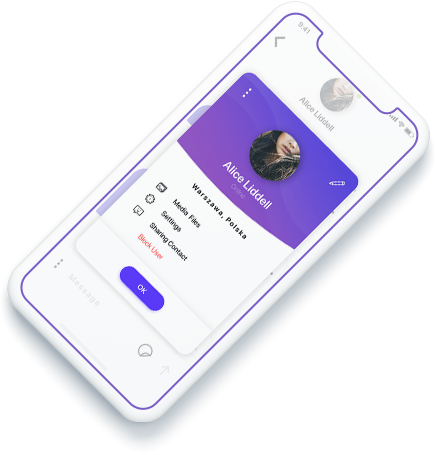 9:41
Alice Liddell
Alice Liddell
Online
Warszawa, Polska
Media Files
Settings
Sharing Contact
Block User
OK
Message